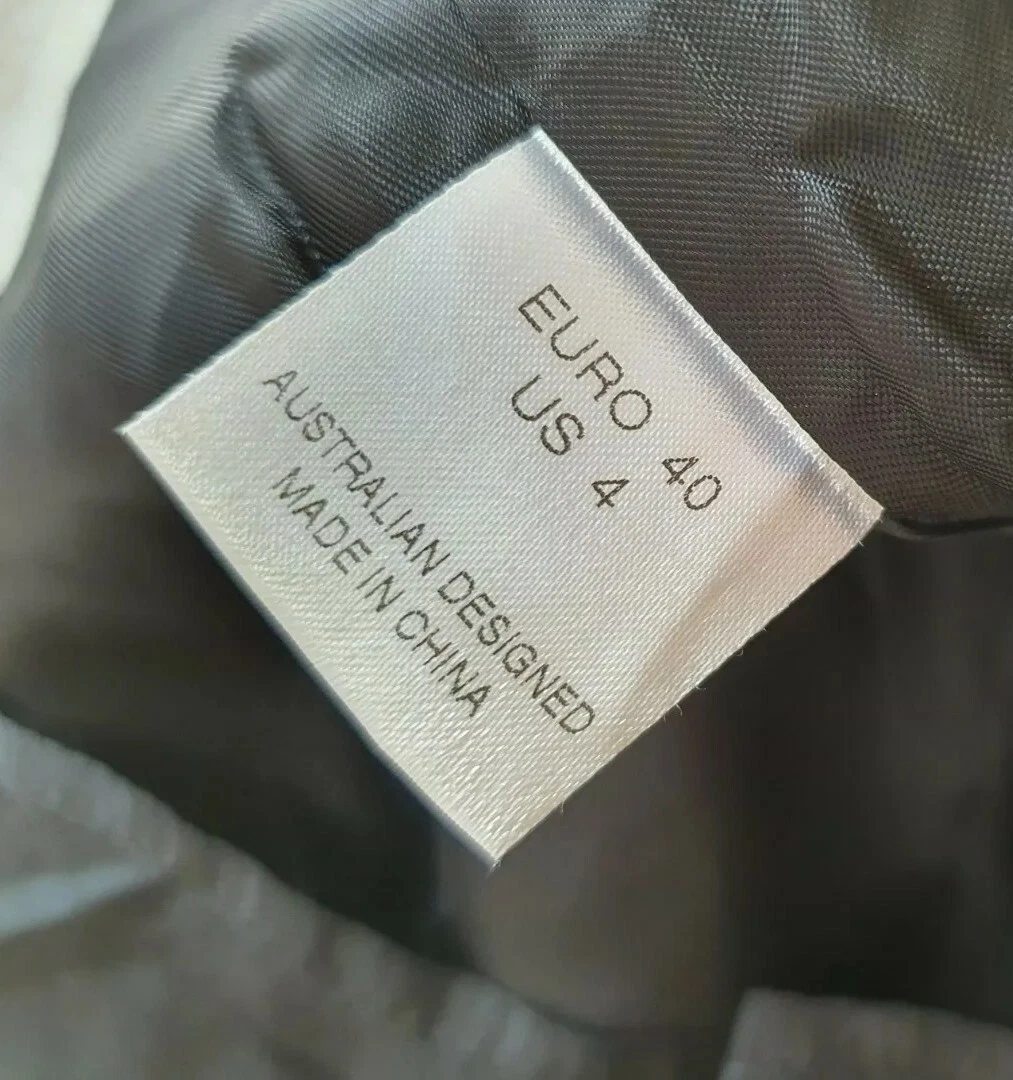 EURO 40
US 4
AUSTRALIAN DESIGNED
MADE IN CHINA